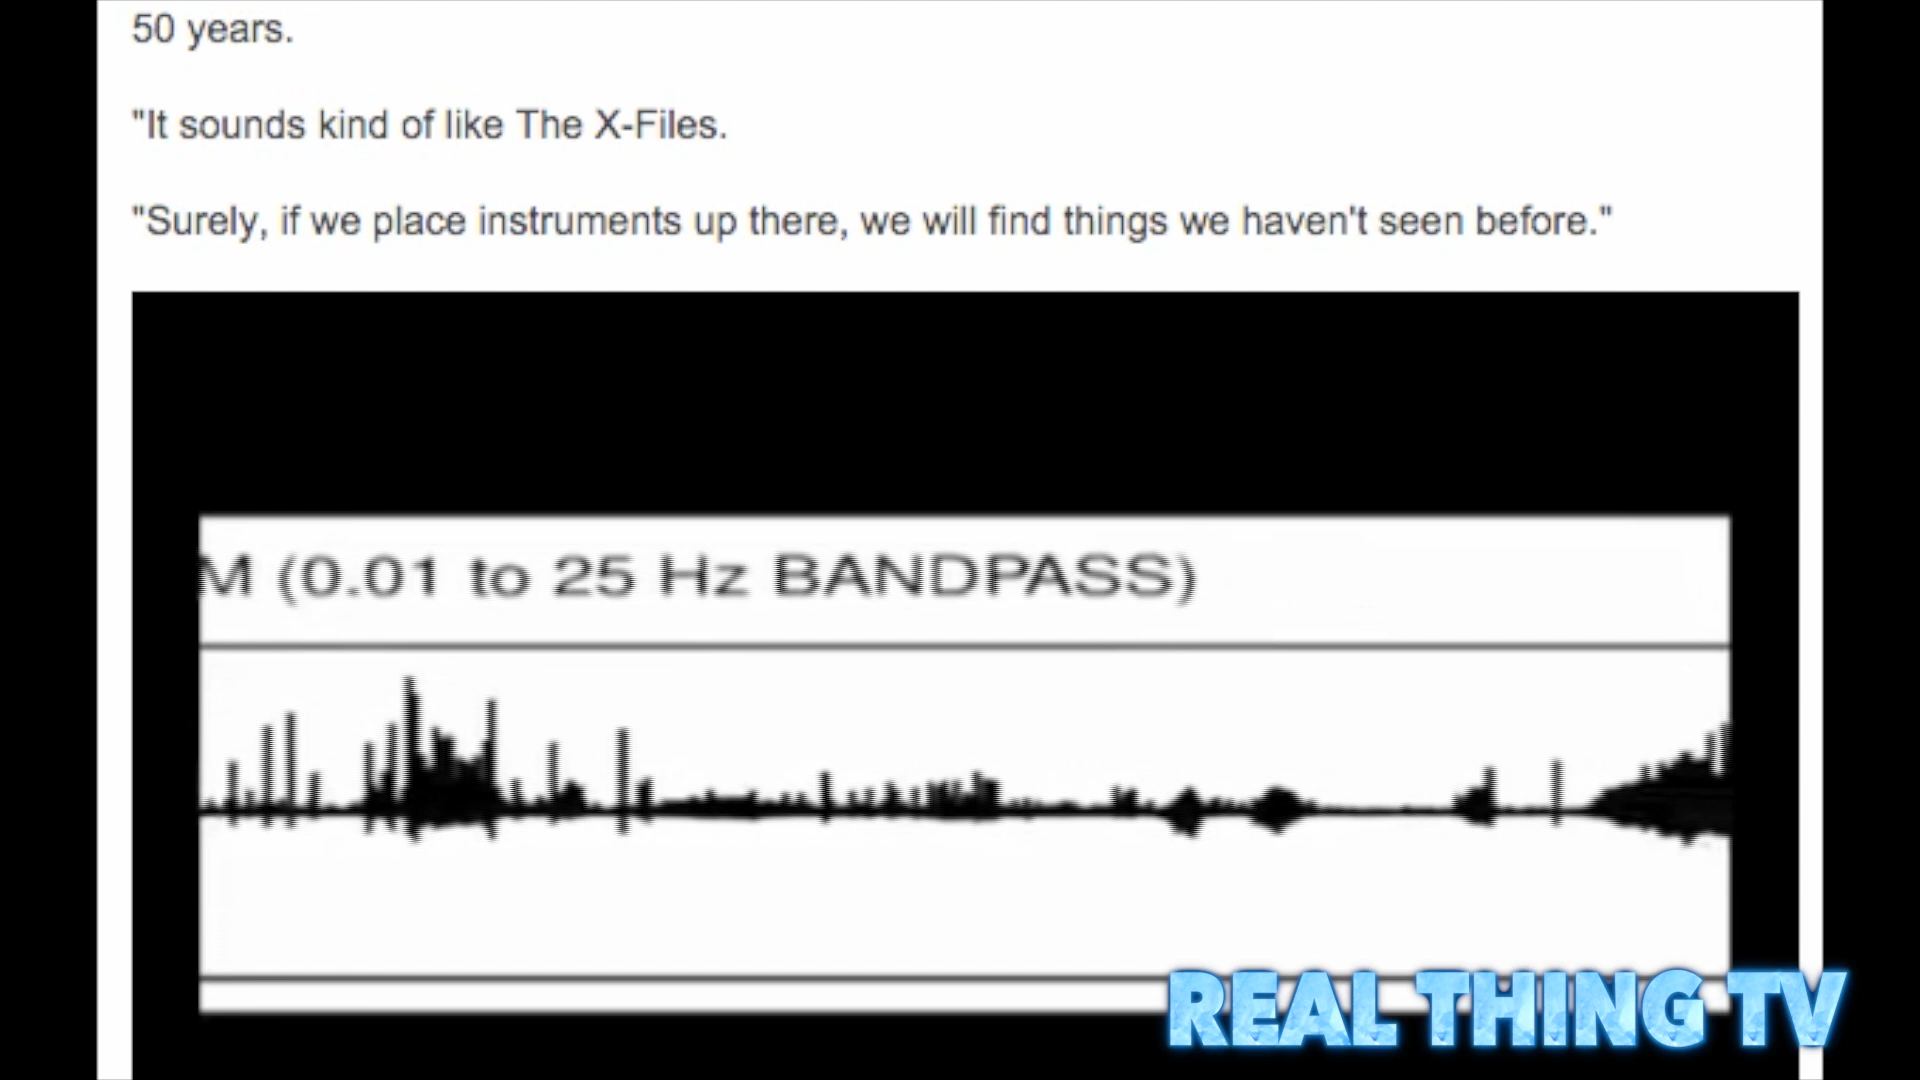 50 years.
"It sounds kind of like The X-Files.
"Surely, if we place instruments up there, we will find things we haven't seen before."
M (0.01 to 25 Hz BANDPASS)
REAL THING TV